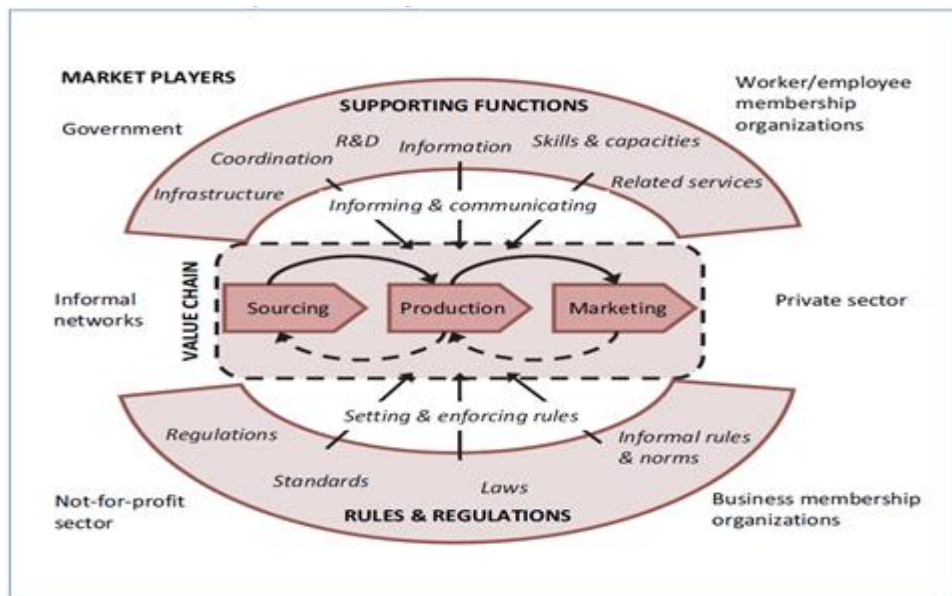 MARKET PLAYERS
Government
Worker/employee
membership
organizations
SUPPORTING FUNCTIONS
R&D
Coordination
Information
Skills & capacities
Infrastructure
Related services
Informing & communicating
VALUE CHAIN
Informal
networks
Sourcing
Production
Marketing
Private sector
Setting & enforcing rules
Regulations
Standards
Laws
Informal rules
& norms
RULES & REGULATIONS
Not-for-profit
sector
Business membership
organizations